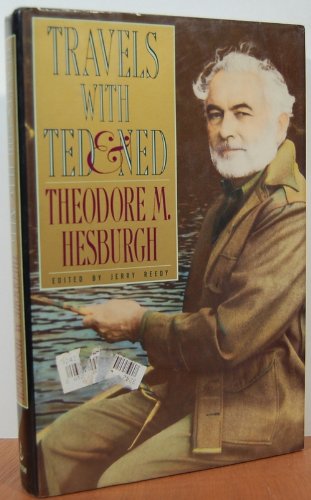 TRAVELS
WITH
TED & NED
THEODORE M.
HESBURGH
EDITED BY JERRY REEDY